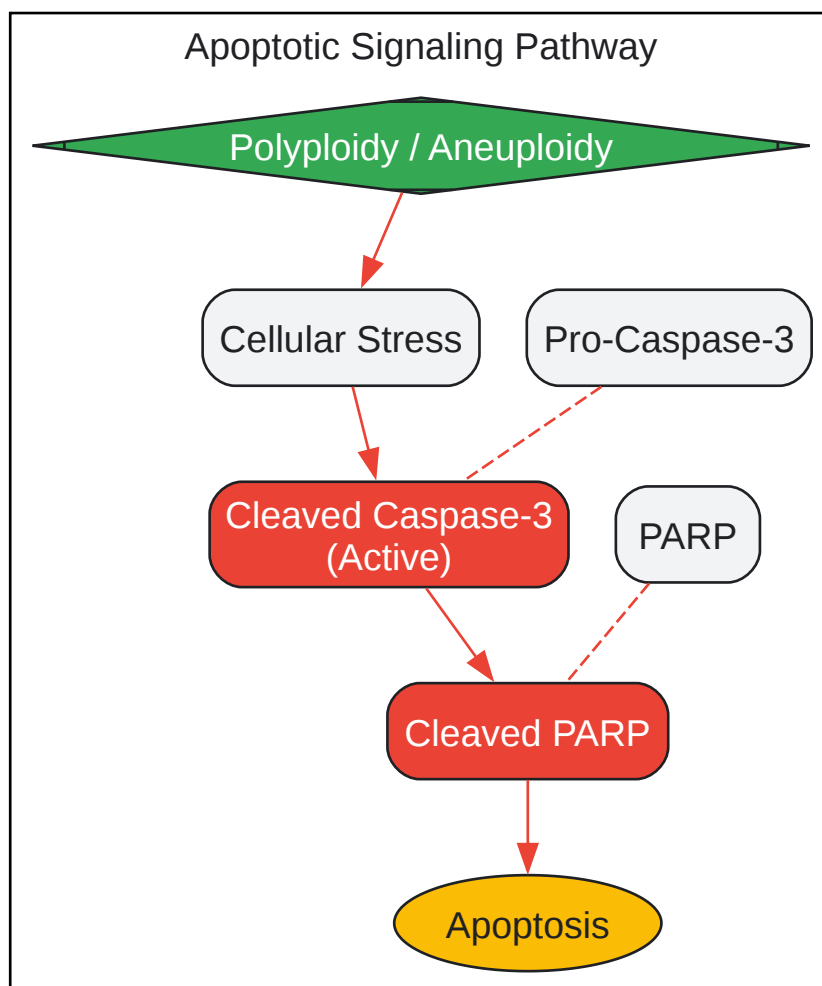 Apoptotic Signaling Pathway
Polyploidy / Aneuploidy
Cellular Stress
Pro-Caspase-3
Cleaved Caspase-3
(Active)
PARP
Cleaved PARP
Apoptosis